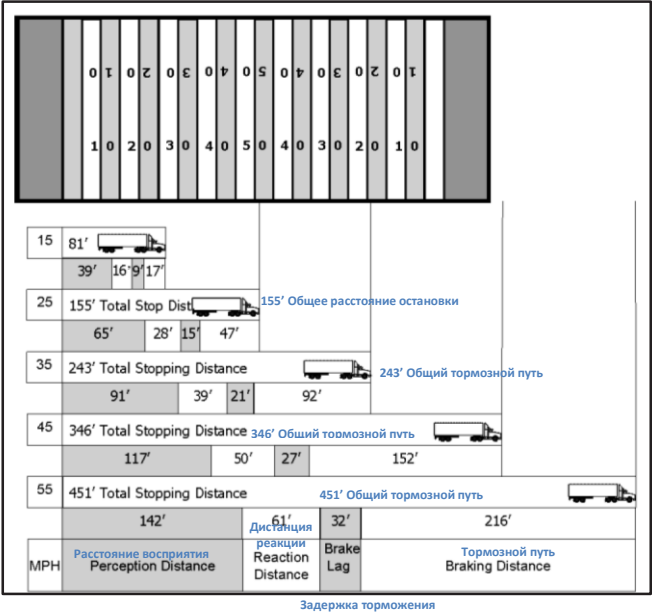 0 1 0 2 0 3 0 4 0 5 0 4 0 3 0 2 0 1
1 0 2 0 3 0 4 0 5 0 4 0 3 0 2 0 1 0
15 81′
39′ 16′ 9′ 17′
25 155′ Total Stop Dist 155′ Общее расстояние остановки
65′ 28′ 15′ 47′
35 243′ Total Stopping Distance 243′ Общий тормозной путь
91′ 39′ 21′ 92′
45 346′ Total Stopping Distance 346′ Общий тормозной путь
117′ 50′ 27′ 152′
55 451′ Total Stopping Distance 451′ Общий тормозной путь
142′ 61′ 32′ 216′
MPH
Расстояние восприятия
Perception Distance
Дистанция
реакции
Reaction
Distance
Brake
Lag
Тормозной путь
Braking Distance
Задержка торможения